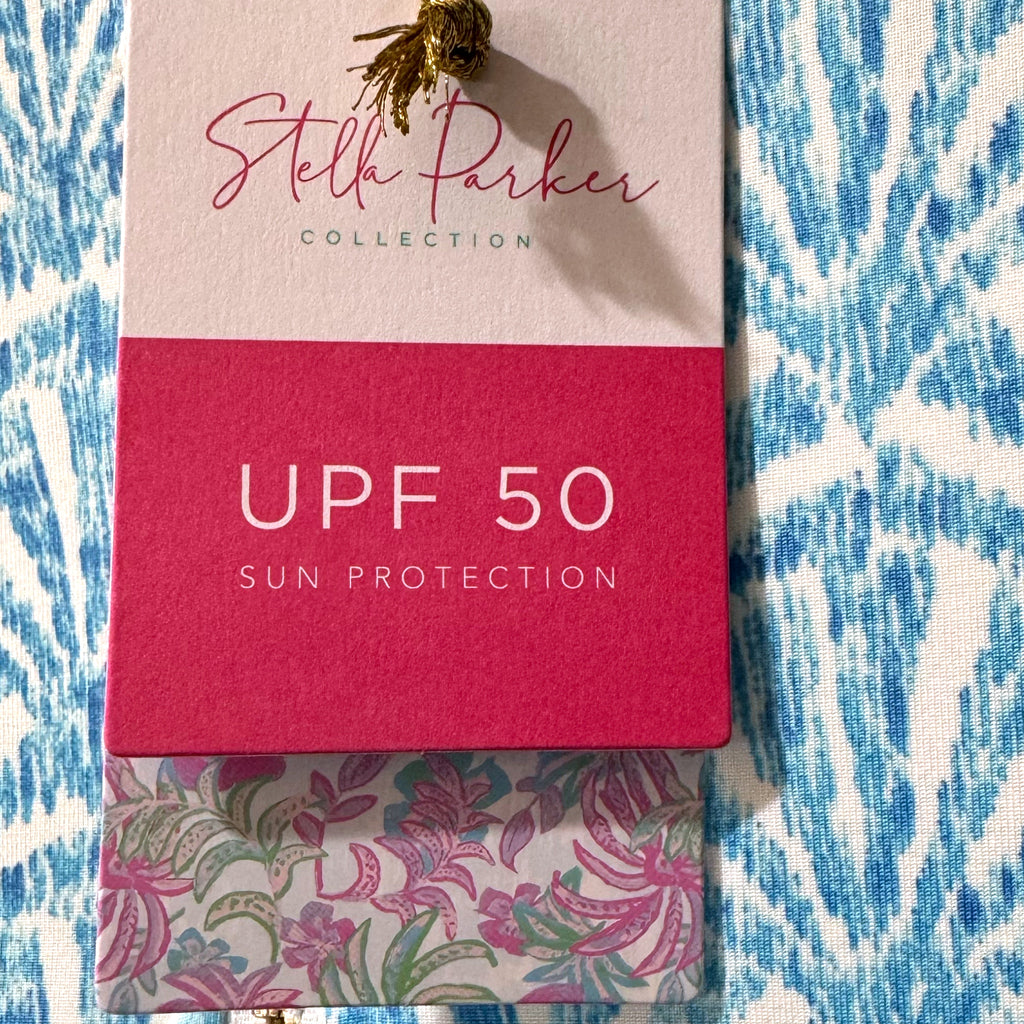 Stella Parker
COLLECTION
UPF 50
SUN PROTECTION